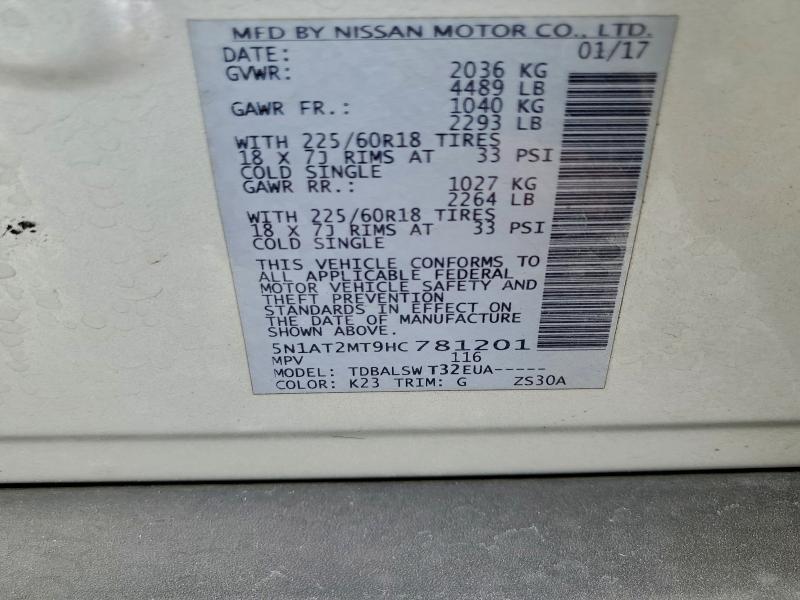 MFD BY NISSAN MOTOR CO., LTD.
DATE: 01/17
GVWR: 2036 KG
4489 LB
GAWR FR.: 1040 KG
2293 LB
WITH 225/60R18 TIRES
18 X 7J RIMS AT 33 PSI
COLD SINGLE
GAWR RR.: 1027 KG
2264 LB
WITH 225/60R18 TIRES
18 X 7J RIMS AT 33 PSI
COLD SINGLE
THIS VEHICLE CONFORMS TO
ALL APPLICABLE FEDERAL
MOTOR VEHICLE SAFETY AND
THEFT PREVENTION
STANDARDS IN EFFECT ON
THE DATE OF MANUFACTURE
SHOWN ABOVE.
5N1AT2MT9HC781201
MPV 116
MODEL: TDBALSW T32EUA-----
COLOR: K23 TRIM: G ZS30A